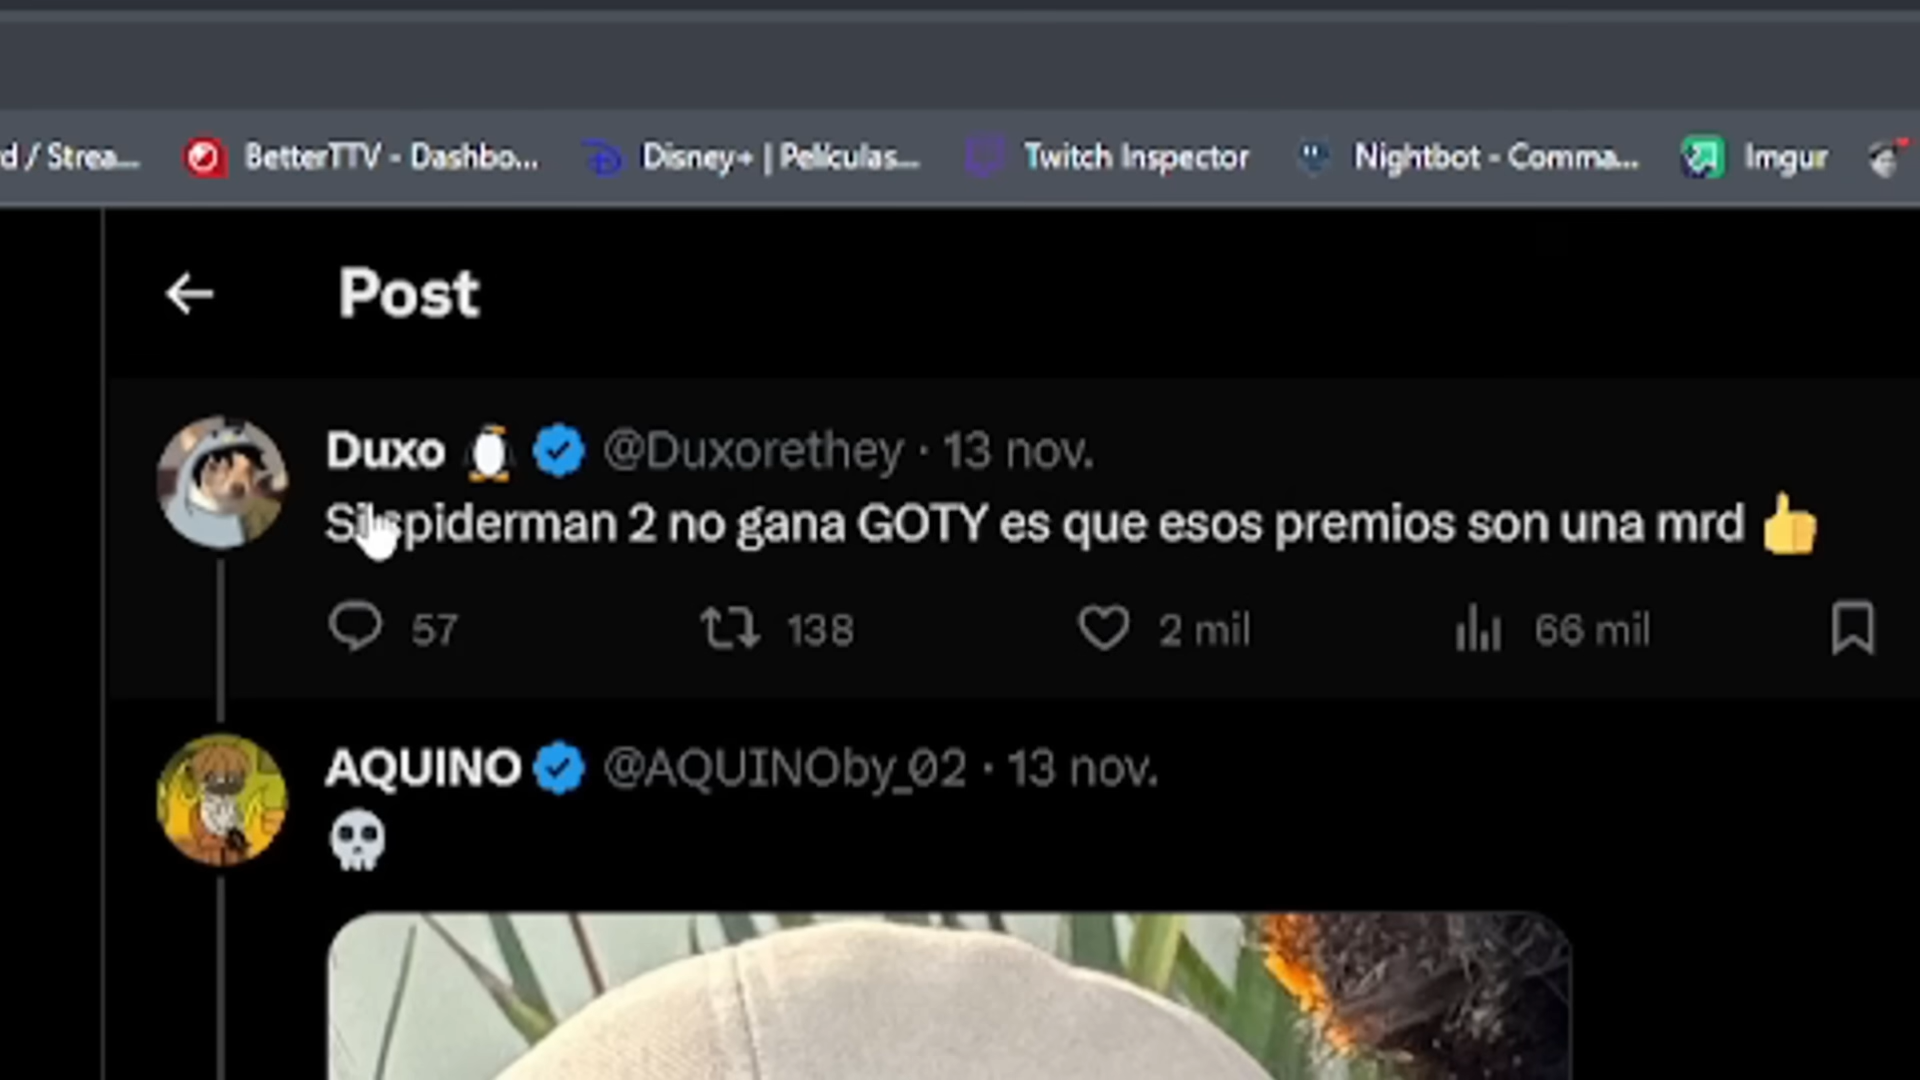 d / Strea...
BetterTTV - Dashbo...
Disney+ | Películas...
Twitch Inspector
Nightbot - Comma...
Imgur
Post
Duxo 🐧 @Duxorethey · 13 nov.
Si spiderman 2 no gana GOTY es que esos premios son una mrd 👍
57
138
2 mil
66 mil
AQUINO @AQUINOby_02 · 13 nov.
💀